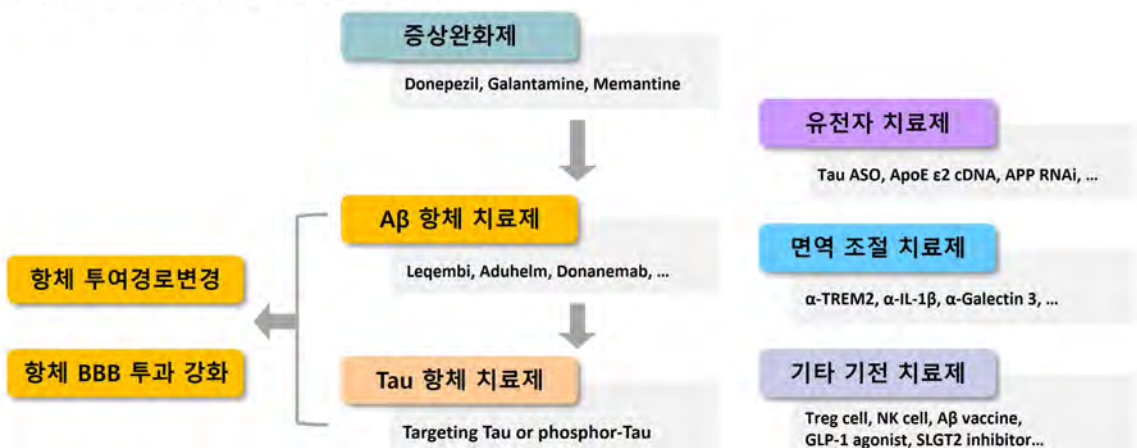 증상완화제
Donepezil, Galantamine, Memantine
Aβ 항체 치료제
Leqembi, Aduhelm, Donanemab, ...
Tau 항체 치료제
Targeting Tau or phosphor-Tau
항체 투여경로변경
항체 BBB 투과 강화
유전자 치료제
Tau ASO, ApoE ε2 cDNA, APP RNAi, ...
면역 조절 치료제
α-TREM2, α-IL-1β, α-Galectin 3, ...
기타 기전 치료제
Treg cell, NK cell, Aβ vaccine,
GLP-1 agonist, SLGT2 inhibitor...